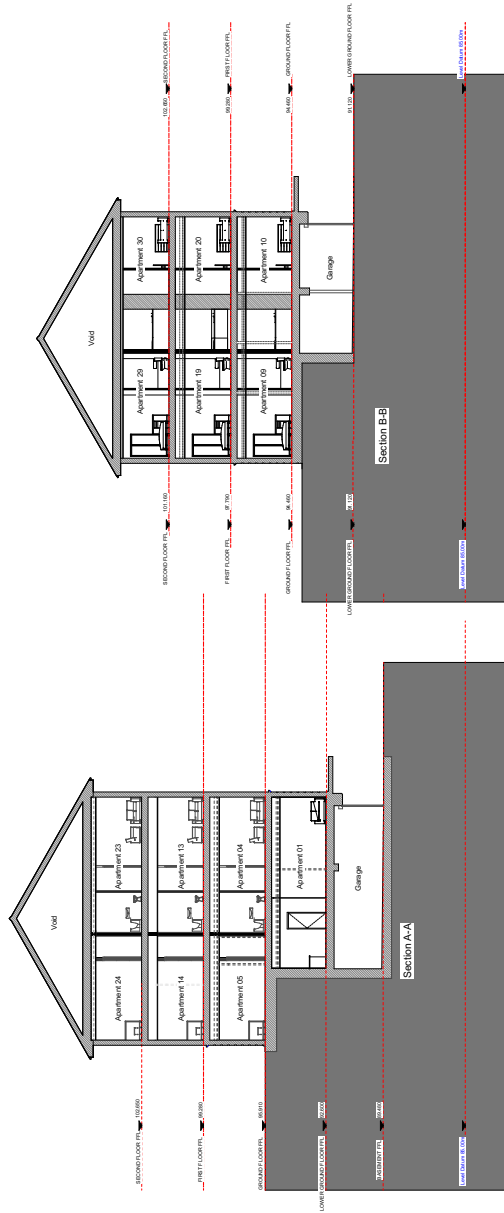 Void
Apartment 24
Apartment 23
Apartment 14
Apartment 13
Apartment 05
Apartment 04
Apartment 01
Garage
SECOND FLOOR FFL 102.650
FIRST FLOOR FFL 99.280
GROUND FLOOR FFL 95.910
LOWER GROUND FLOOR FFL
BASEMENT FFL
Level Datum 85.00m
Section A-A
Void
Apartment 29
Apartment 30
Apartment 19
Apartment 20
Apartment 09
Apartment 10
Garage
SECOND FLOOR FFL 101.160
FIRST FLOOR FFL 97.790
GROUND FLOOR FFL 94.460
LOWER GROUND FLOOR FFL 91.120
Level Datum 85.00m
102.650 SECOND FLOOR FFL
99.280 FIRST FLOOR FFL
94.460 GROUND FLOOR FFL
91.120 LOWER GROUND FLOOR FFL
Level Datum 85.00m
Section B-B